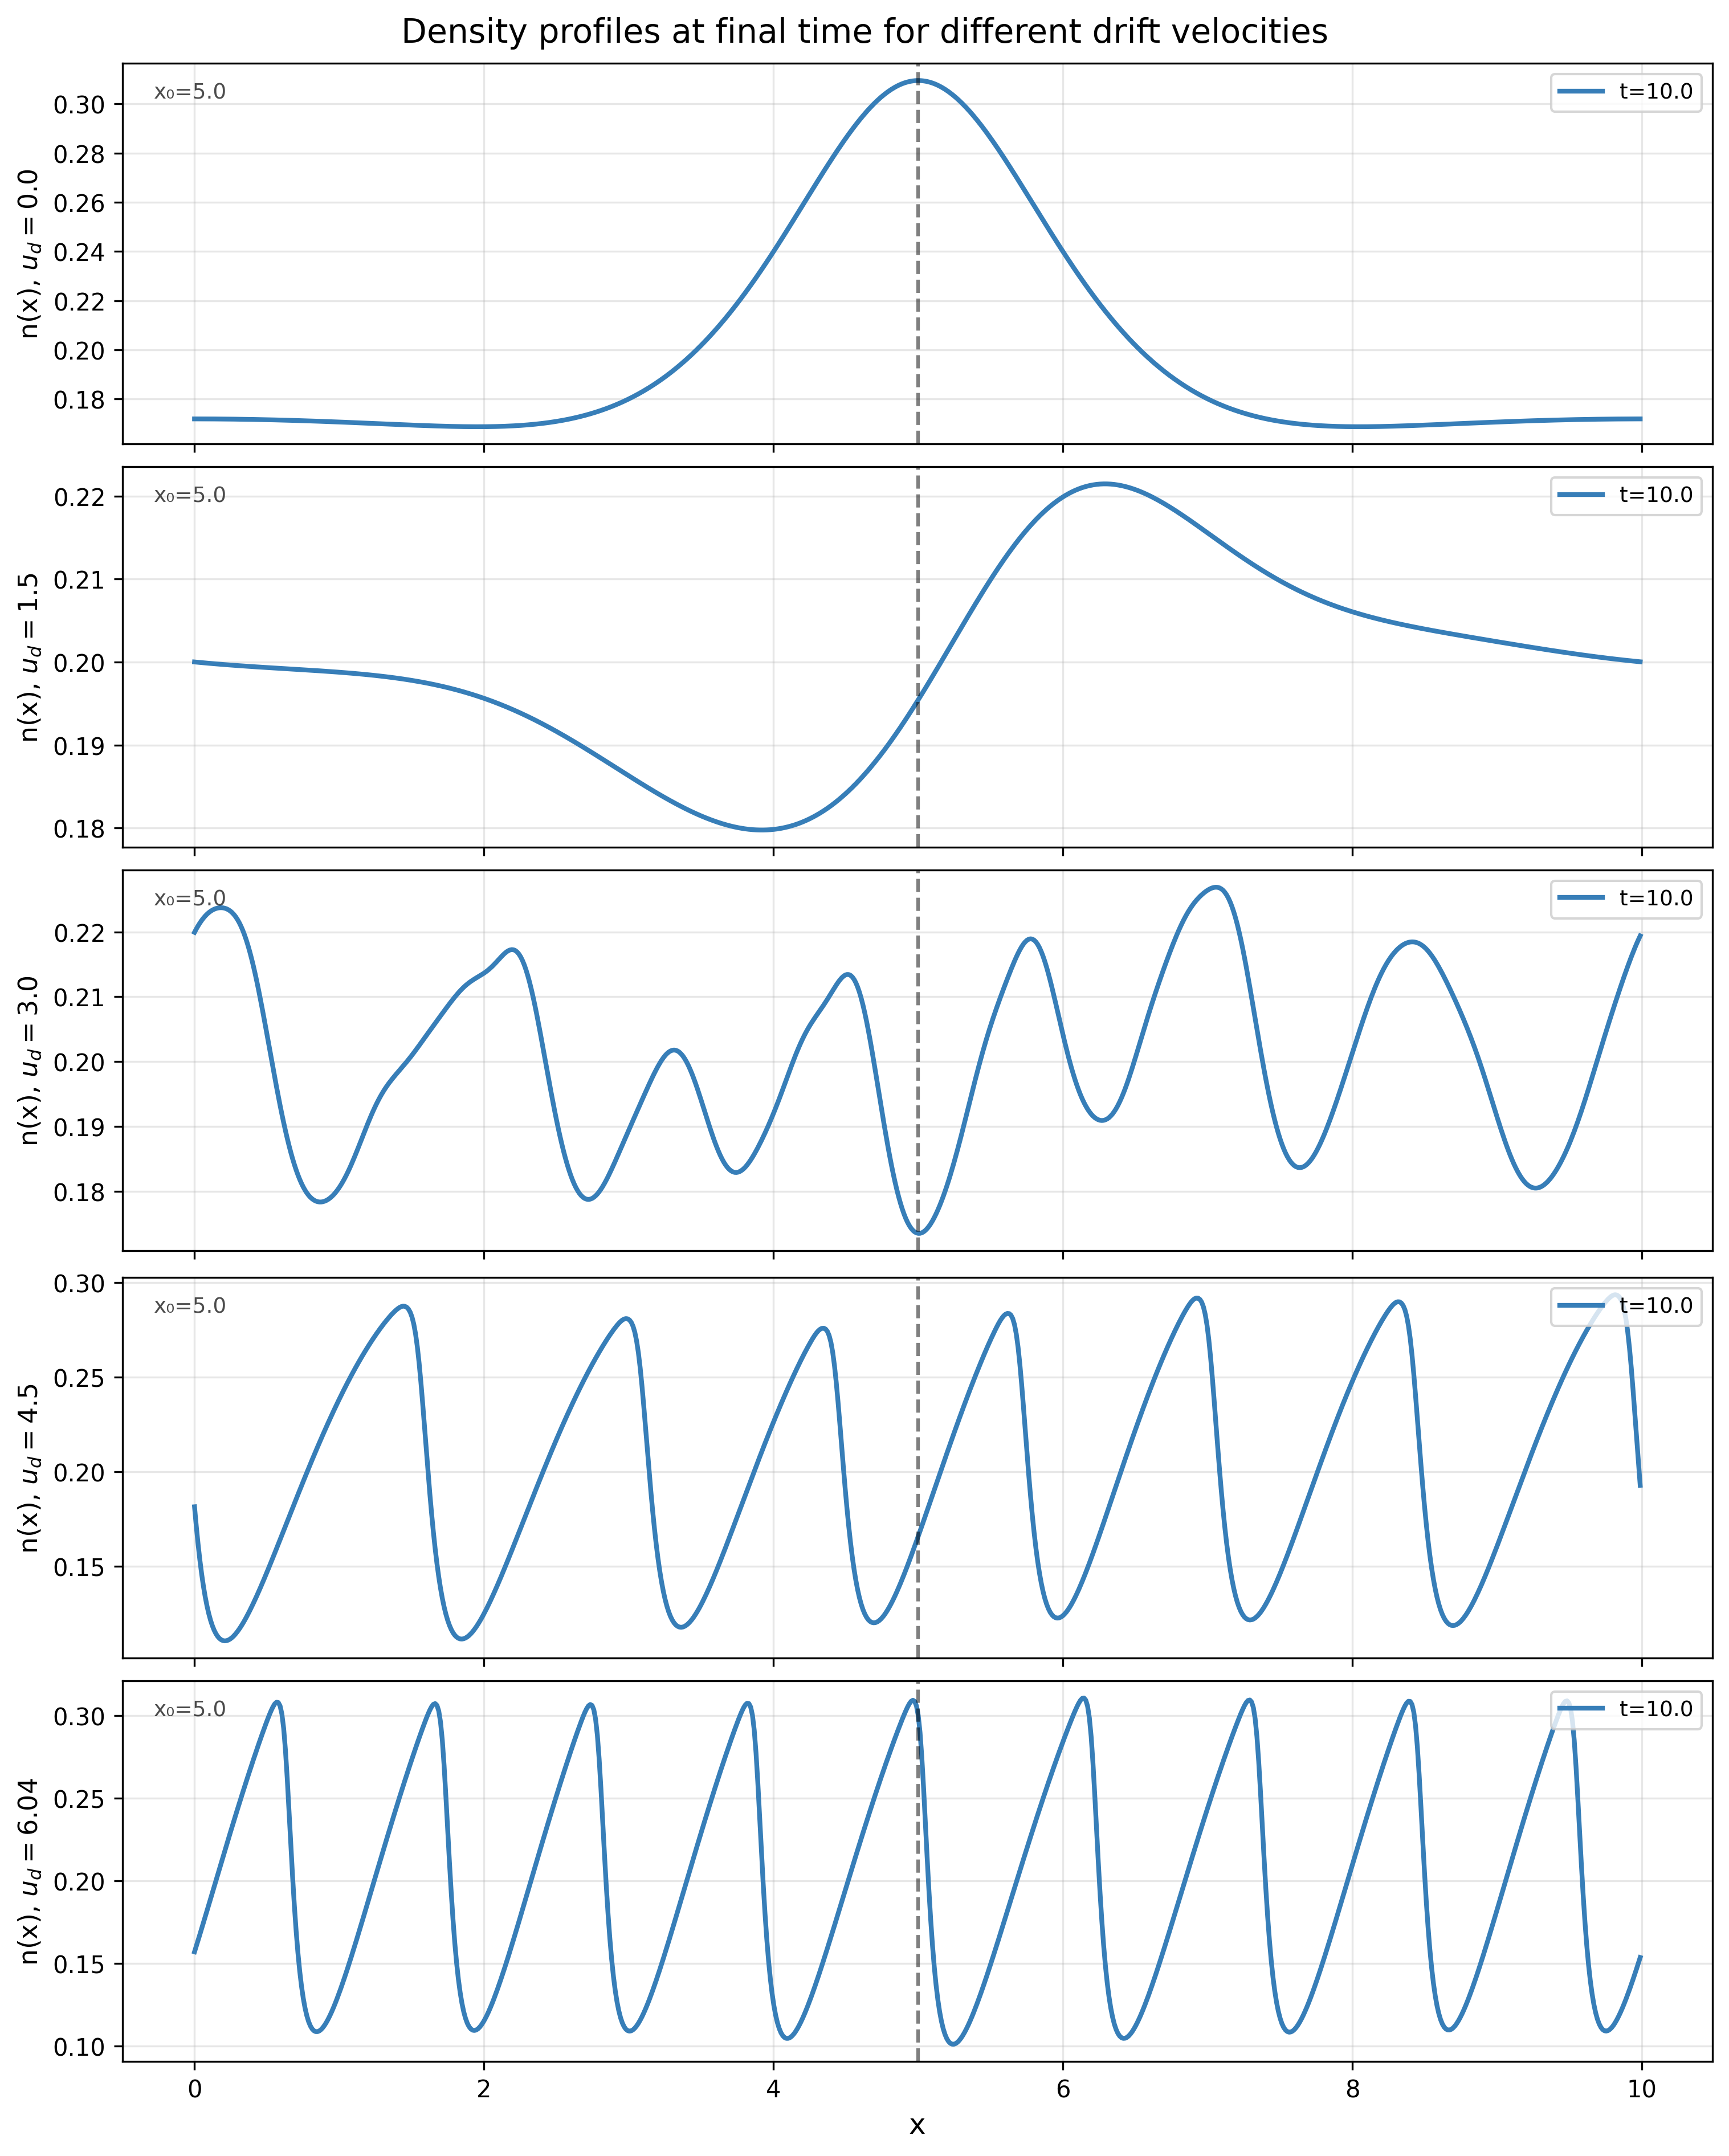 Density profiles at final time for different drift velocities
n(x), u_d = 0.0
0.30
0.28
0.26
0.24
0.22
0.20
0.18
x₀=5.0
t=10.0
n(x), u_d = 1.5
0.22
0.21
0.20
0.19
0.18
x₀=5.0
t=10.0
n(x), u_d = 3.0
0.22
0.21
0.20
0.19
0.18
x₀=5.0
t=10.0
n(x), u_d = 4.5
0.30
0.25
0.20
0.15
x₀=5.0
t=10.0
n(x), u_d = 6.04
0.30
0.25
0.20
0.15
0.10
x₀=5.0
t=10.0
0 2 4 6 8 10
x